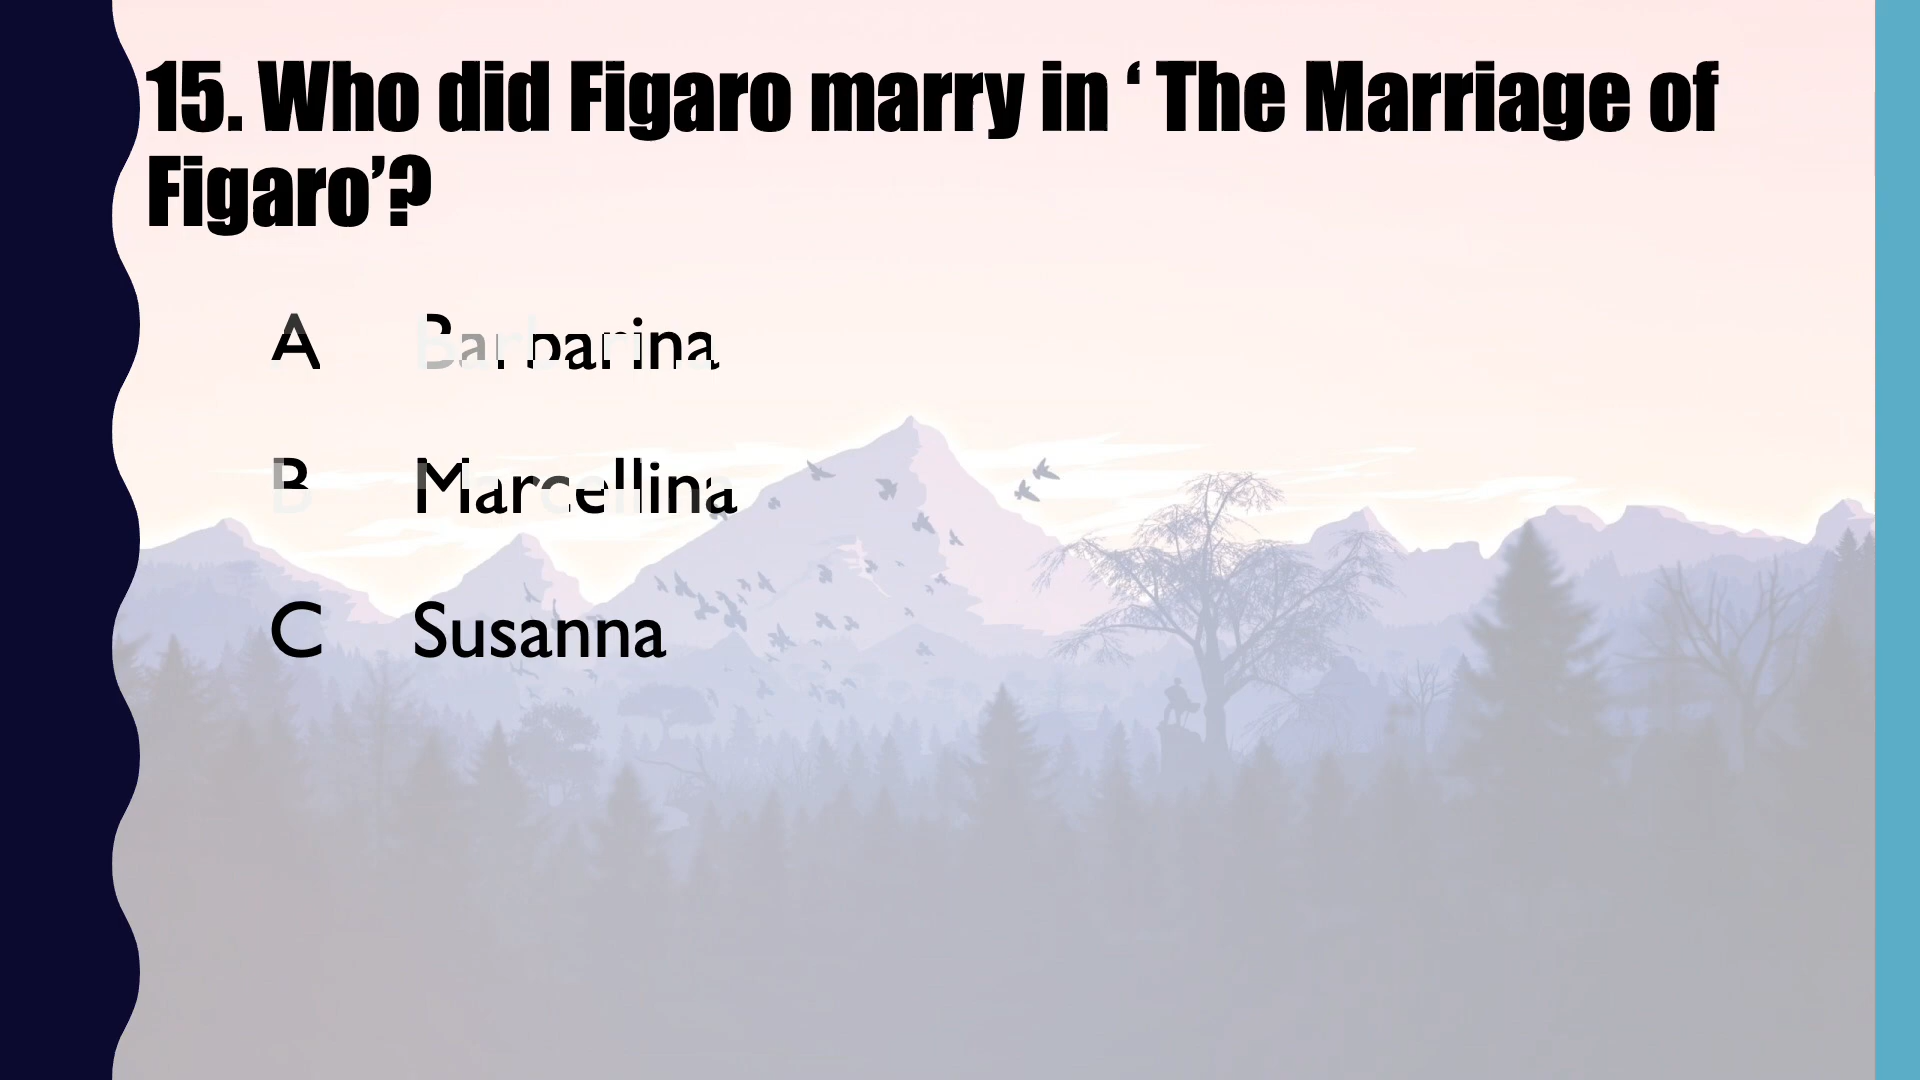 15. Who did Figaro marry in ‘ The Marriage of
Figaro’?
A Barbarina
B Marcellina
C Susanna